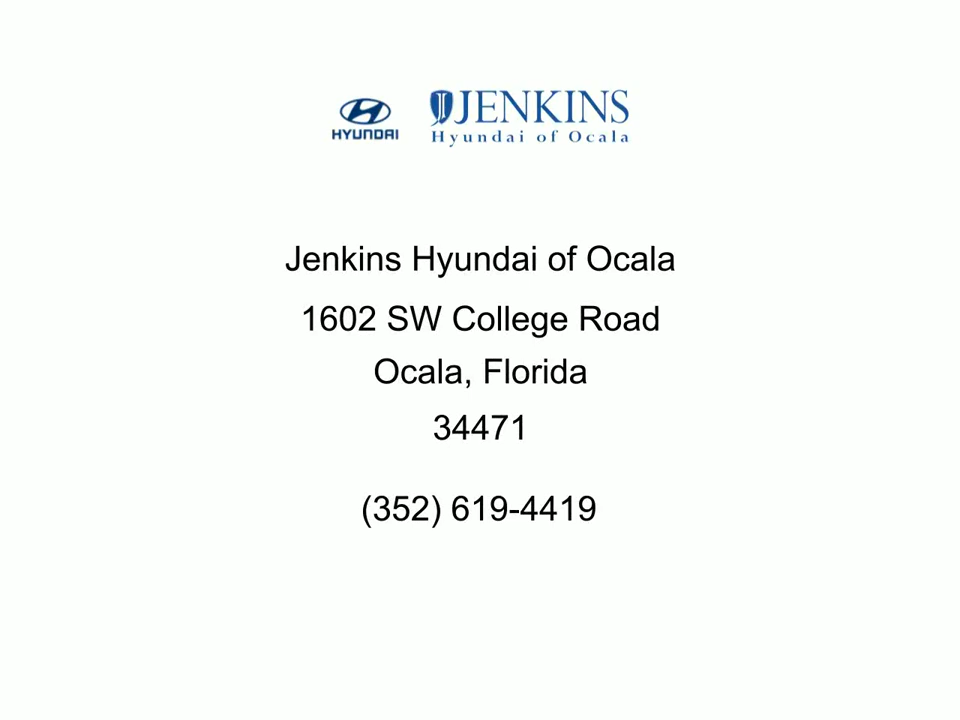 HYUNDAI
JENKINS
Hyundai of Ocala
Jenkins Hyundai of Ocala
1602 SW College Road
Ocala, Florida
34471
(352) 619-4419